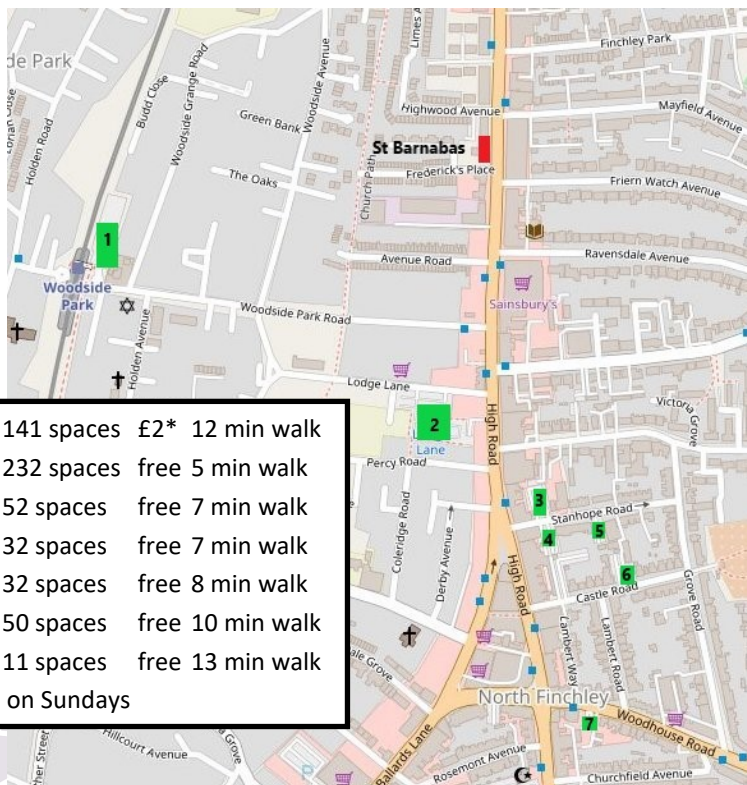 Finchley Park
de Park
Limes A
Woodside Avenue
Woodside Grange Road
Budd Close
Highwood Avenue
Mayfield Avenue
Green Bank
Holden Road
St Barnabas
Frederick's Place
The Oaks
Church Path
Friern Watch Avenue
1
Avenue Road
Ravensdale Avenue
Woodside
Park
Sainsbury's
Woodside Park Road
Holden Avenue
Lodge Lane
Victoria Grove
High Road
2
Lane
Percy Road
141 spaces £2* 12 min walk
232 spaces free 5 min walk
52 spaces free 7 min walk
32 spaces free 7 min walk
32 spaces free 8 min walk
50 spaces free 10 min walk
11 spaces free 13 min walk
on Sundays
3
Stanhope Road
4
5
Coleridge Road
Derby Avenue
High Road
6
Castle Road
Grove Road
Lambert Way
Lambert Road
ale Grove
North Finchley
7
Woodhouse Road
Hillcourt Avenue
Grove
ther Street
P
Ballards Lane
Rosemont Avenue
Churchfield Avenue